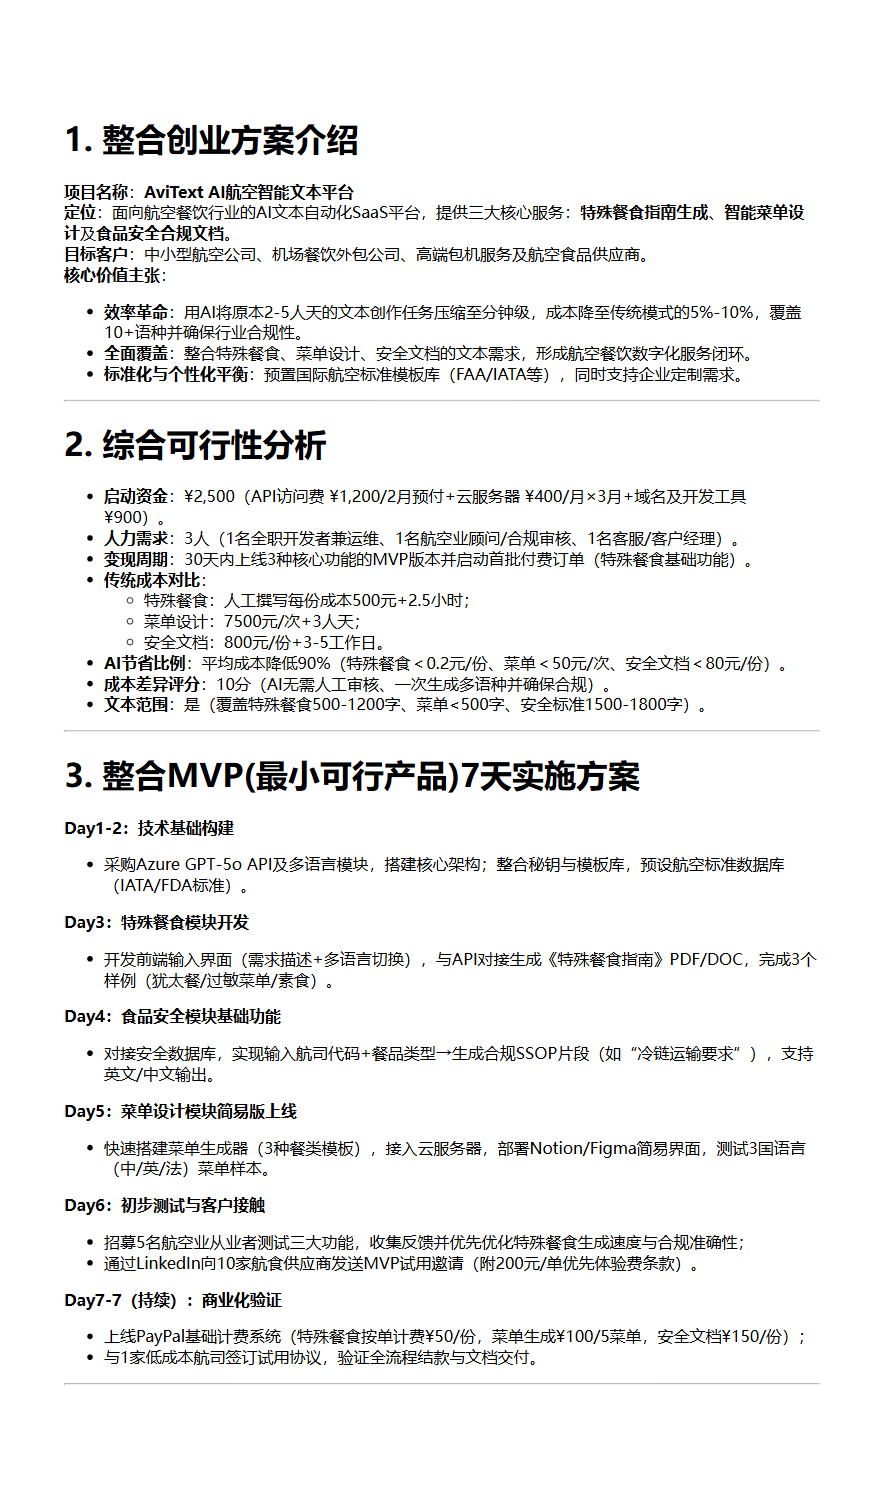 1. 整合创业方案介绍
项目名称：AviText AI航空智能文本平台
定位：面向航空餐饮行业的AI文本自动化SaaS平台，提供三大核心服务：特殊餐食指南生成、智能菜单设
计及食品安全合规文档。
目标客户：中小型航空公司、机场餐饮外包公司、高端包机服务及航空食品供应商。
核心价值主张：
• 效率革命：用AI将原本2-5人天的文本创作任务压缩至分钟级，成本降至传统模式的5%-10%，覆盖
10+语种并确保行业合规性。
• 全面覆盖：整合特殊餐食、菜单设计、安全文档的文本需求，形成航空餐饮数字化服务闭环。
• 标准化与个性化平衡：预置国际航空标准模板库（FAA/IATA等），同时支持企业定制需求。
2. 综合可行性分析
• 启动资金：¥2,500（API访问费 ¥1,200/2月预付+云服务器 ¥400/月×3月+域名及开发工具
¥900）。
• 人力需求：3人（1名全职开发者兼运维、1名航空业顾问/合规审核、1名客服/客户经理）。
• 变现周期：30天内上线3种核心功能的MVP版本并启动首批付费订单（特殊餐食基础功能）。
• 传统成本对比：
◦ 特殊餐食：人工撰写每份成本500元+2.5小时；
◦ 菜单设计：7500元/次+3人天；
◦ 安全文档：800元/份+3-5工作日。
• AI节省比例：平均成本降低90%（特殊餐食＜0.2元/份、菜单＜50元/次、安全文档＜80元/份）。
• 成本差异评分：10分（AI无需人工审核、一次生成多语种并确保合规）。
• 文本范围：是（覆盖特殊餐食500-1200字、菜单<500字、安全标准1500-1800字）。
3. 整合MVP(最小可行产品)7天实施方案
Day1-2：技术基础构建
• 采购Azure GPT-5o API及多语言模块，搭建核心架构；整合秘钥与模板库，预设航空标准数据库
（IATA/FDA标准）。
Day3：特殊餐食模块开发
• 开发前端输入界面（需求描述+多语言切换），与API对接生成《特殊餐食指南》PDF/DOC，完成3个
样例（犹太餐/过敏菜单/素食）。
Day4：食品安全模块基础功能
• 对接安全数据库，实现输入航司代码+餐品类型→生成合规SSOP片段（如“冷链运输要求”），支持
英文/中文输出。
Day5：菜单设计模块简易版上线
• 快速搭建菜单生成器（3种餐类模板），接入云服务器，部署Notion/Figma简易界面，测试3国语言
（中/英/法）菜单样本。
Day6：初步测试与客户接触
• 招募5名航空业从业者测试三大功能，收集反馈并优先优化特殊餐食生成速度与合规准确性；
• 通过LinkedIn向10家航食供应商发送MVP试用邀请（附200元/单优先体验费条款）。
Day7-7（持续）：商业化验证
• 上线PayPal基础计费系统（特殊餐食按单计费¥50/份，菜单生成¥100/5菜单，安全文档¥150/份）；
• 与1家低成本航司签订试用协议，验证全流程结款与文档交付。